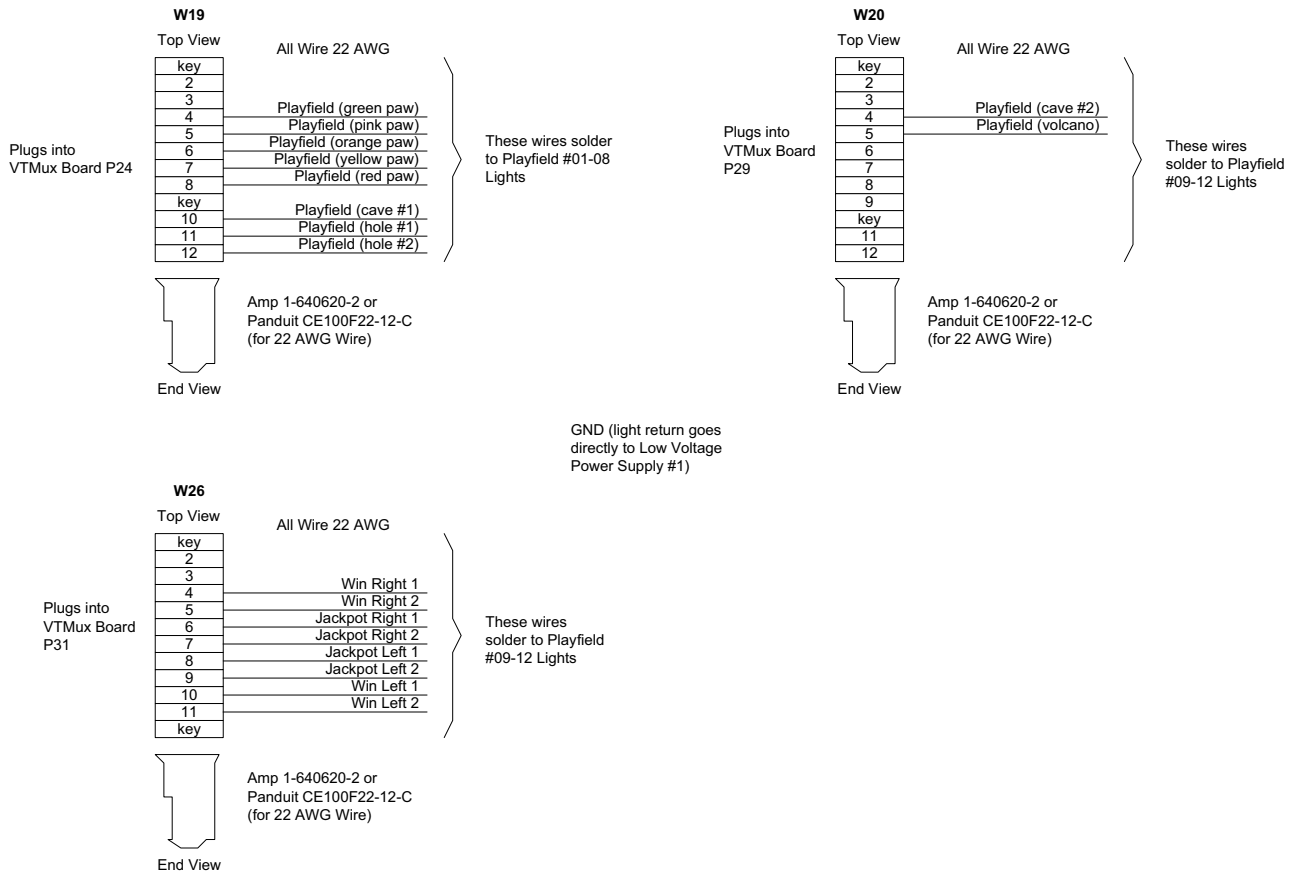 W19
Top View
All Wire 22 AWG
Plugs into
VTMux Board P24
key
2
3
4
5
6
7
8
key
10
11
12
Playfield (green paw)
Playfield (pink paw)
Playfield (orange paw)
Playfield (yellow paw)
Playfield (red paw)
Playfield (cave #1)
Playfield (hole #1)
Playfield (hole #2)
These wires solder
to Playfield #01-08
Lights
Amp 1-640620-2 or
Panduit CE100F22-12-C
(for 22 AWG Wire)
End View
W20
Top View
All Wire 22 AWG
Plugs into
VTMux Board
P29
key
2
3
4
5
6
7
8
9
key
11
12
Playfield (cave #2)
Playfield (volcano)
These wires
solder to Playfield
#09-12 Lights
Amp 1-640620-2 or
Panduit CE100F22-12-C
(for 22 AWG Wire)
End View
GND (light return goes
directly to Low Voltage
Power Supply #1)
W26
Top View
All Wire 22 AWG
Plugs into
VTMux Board
P31
key
2
3
4
5
6
7
8
9
10
11
key
Win Right 1
Win Right 2
Jackpot Right 1
Jackpot Right 2
Jackpot Left 1
Jackpot Left 2
Win Left 1
Win Left 2
These wires
solder to Playfield
#09-12 Lights
Amp 1-640620-2 or
Panduit CE100F22-12-C
(for 22 AWG Wire)
End View